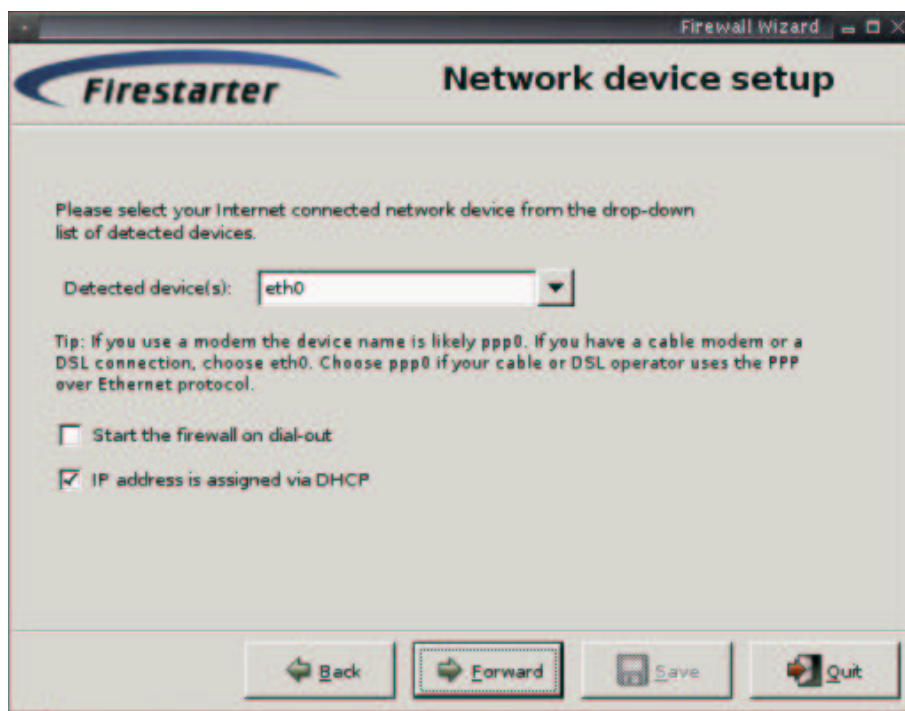 Firewall Wizard
Firestarter
Network device setup
Please select your Internet connected network device from the drop-down
list of detected devices.
Detected device(s):
eth0
Tip: If you use a modem the device name is likely ppp0. If you have a cable modem or a
DSL connection, choose eth0. Choose ppp0 if your cable or DSL operator uses the PPP
over Ethernet protocol.
Start the firewall on dial-out
IP address is assigned via DHCP
Back
Forward
Save
Quit